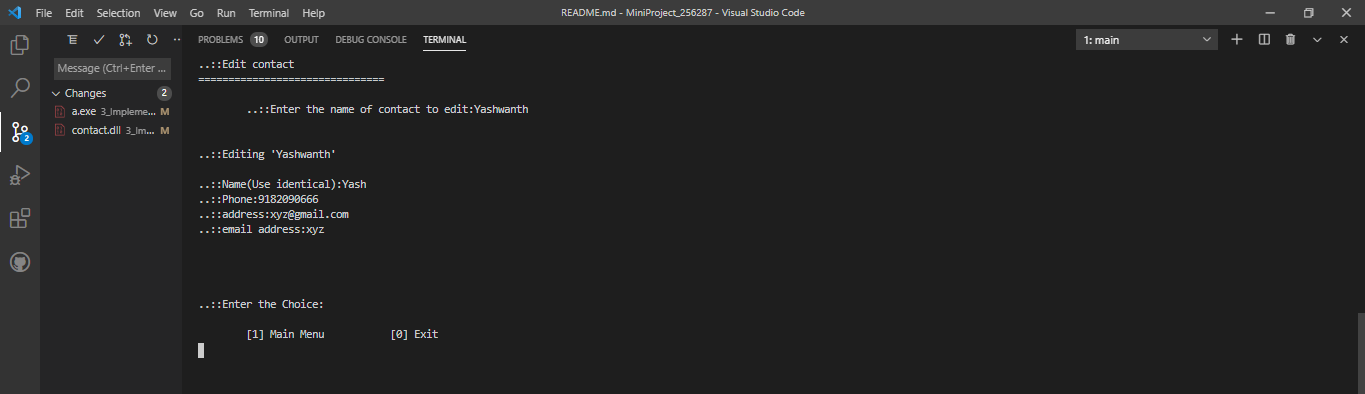 File Edit Selection View Go Run Terminal Help README.md - MiniProject_256287 - Visual Studio Code
PROBLEMS 10 OUTPUT DEBUG CONSOLE TERMINAL 1: main
Message (Ctrl+Enter ...
Changes 2
a.exe 3_Impleme... M
contact.dll 3_Im... M
2
..::Edit contact
===============================
..::Enter the name of contact to edit:Yashwanth
..::Editing 'Yashwanth'
..::Name(Use identical):Yash
..::Phone:9182090666
..::address:xyz@gmail.com
..::email address:xyz
..::Enter the Choice:
[1] Main Menu [0] Exit